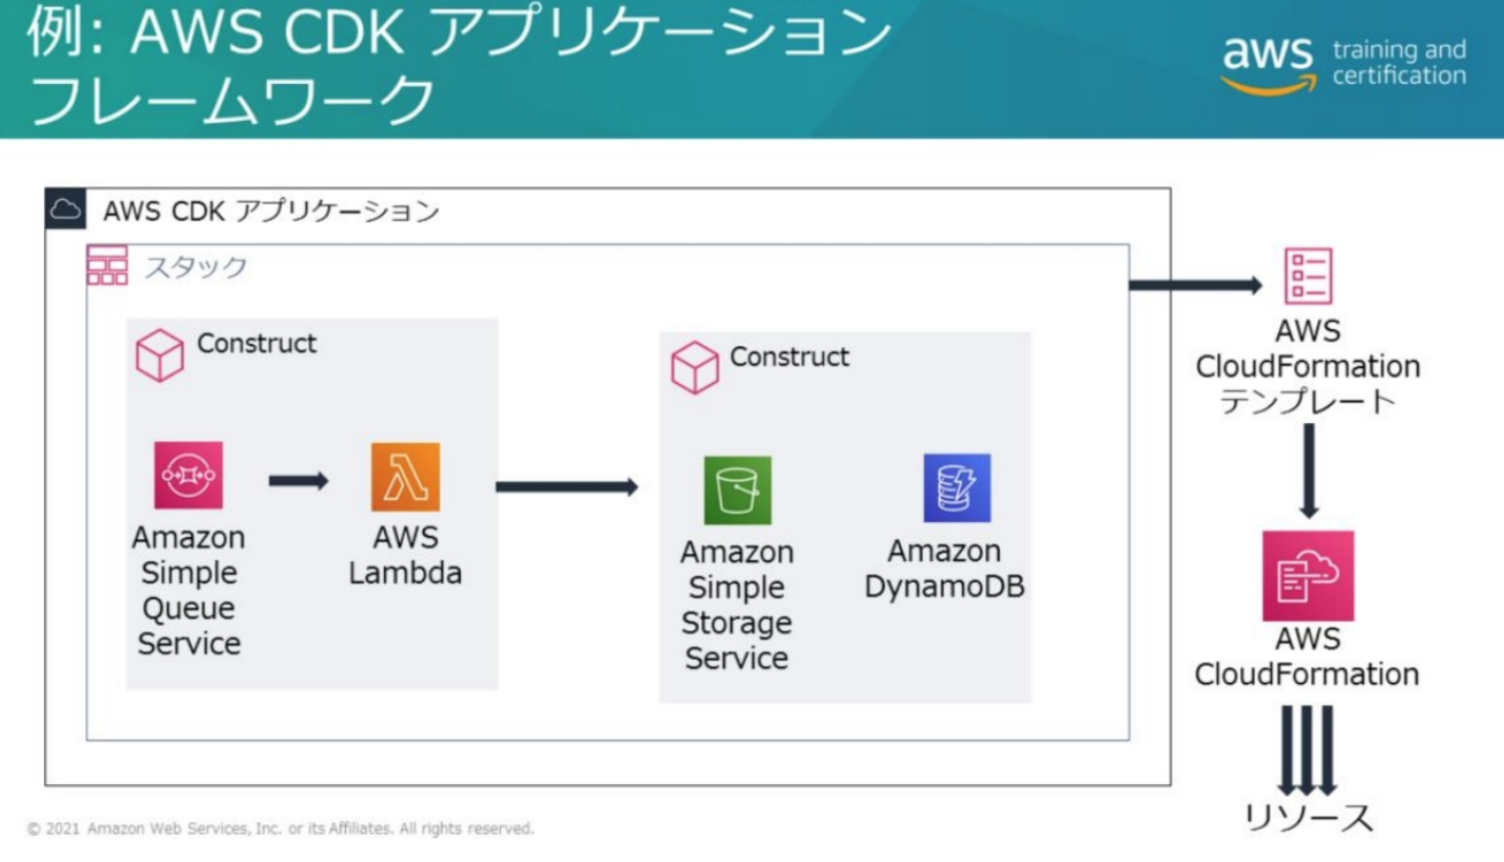 例: AWS CDK アプリケーション
フレームワーク
aws training and
certification
AWS CDK アプリケーション
スタック
Construct
Amazon
Simple
Queue
Service
AWS
Lambda
Construct
Amazon
Simple
Storage
Service
Amazon
DynamoDB
AWS
CloudFormation
テンプレート
AWS
CloudFormation
リソース
© 2021 Amazon Web Services, Inc. or its Affiliates. All rights reserved.